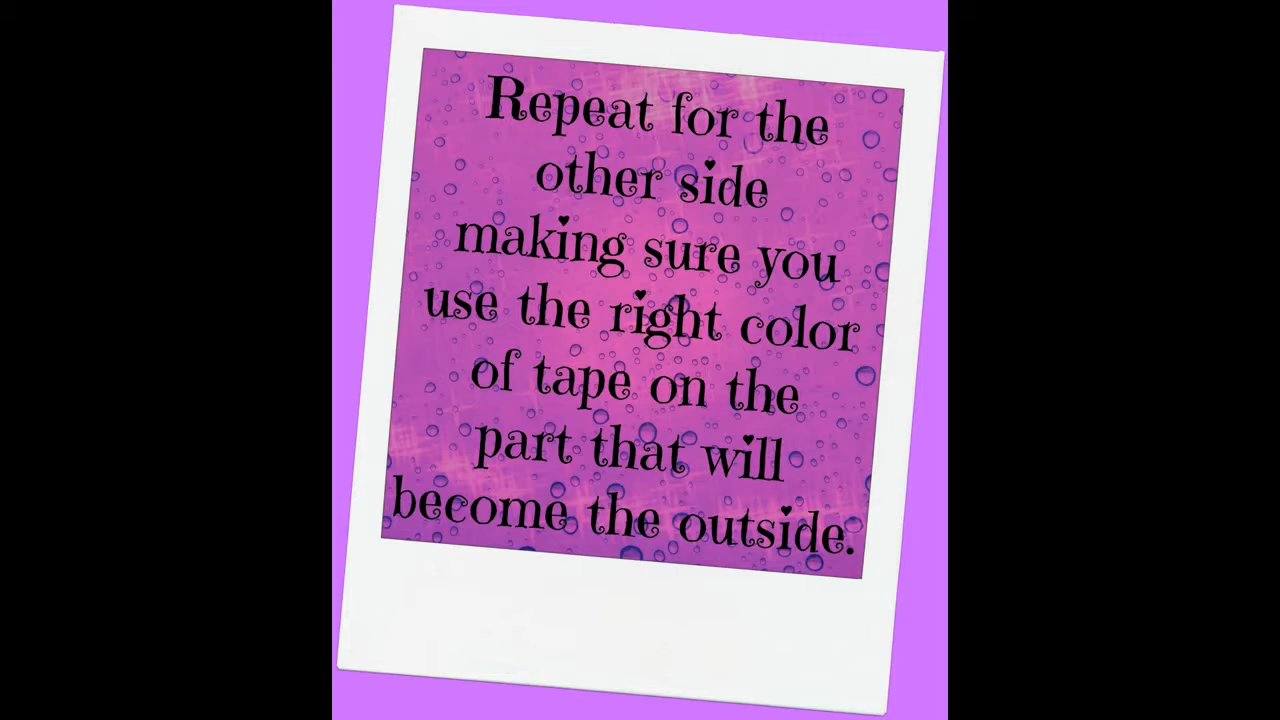 Repeat for the
other side
making sure you
use the right color
of tape on the
part that will
become the outside.